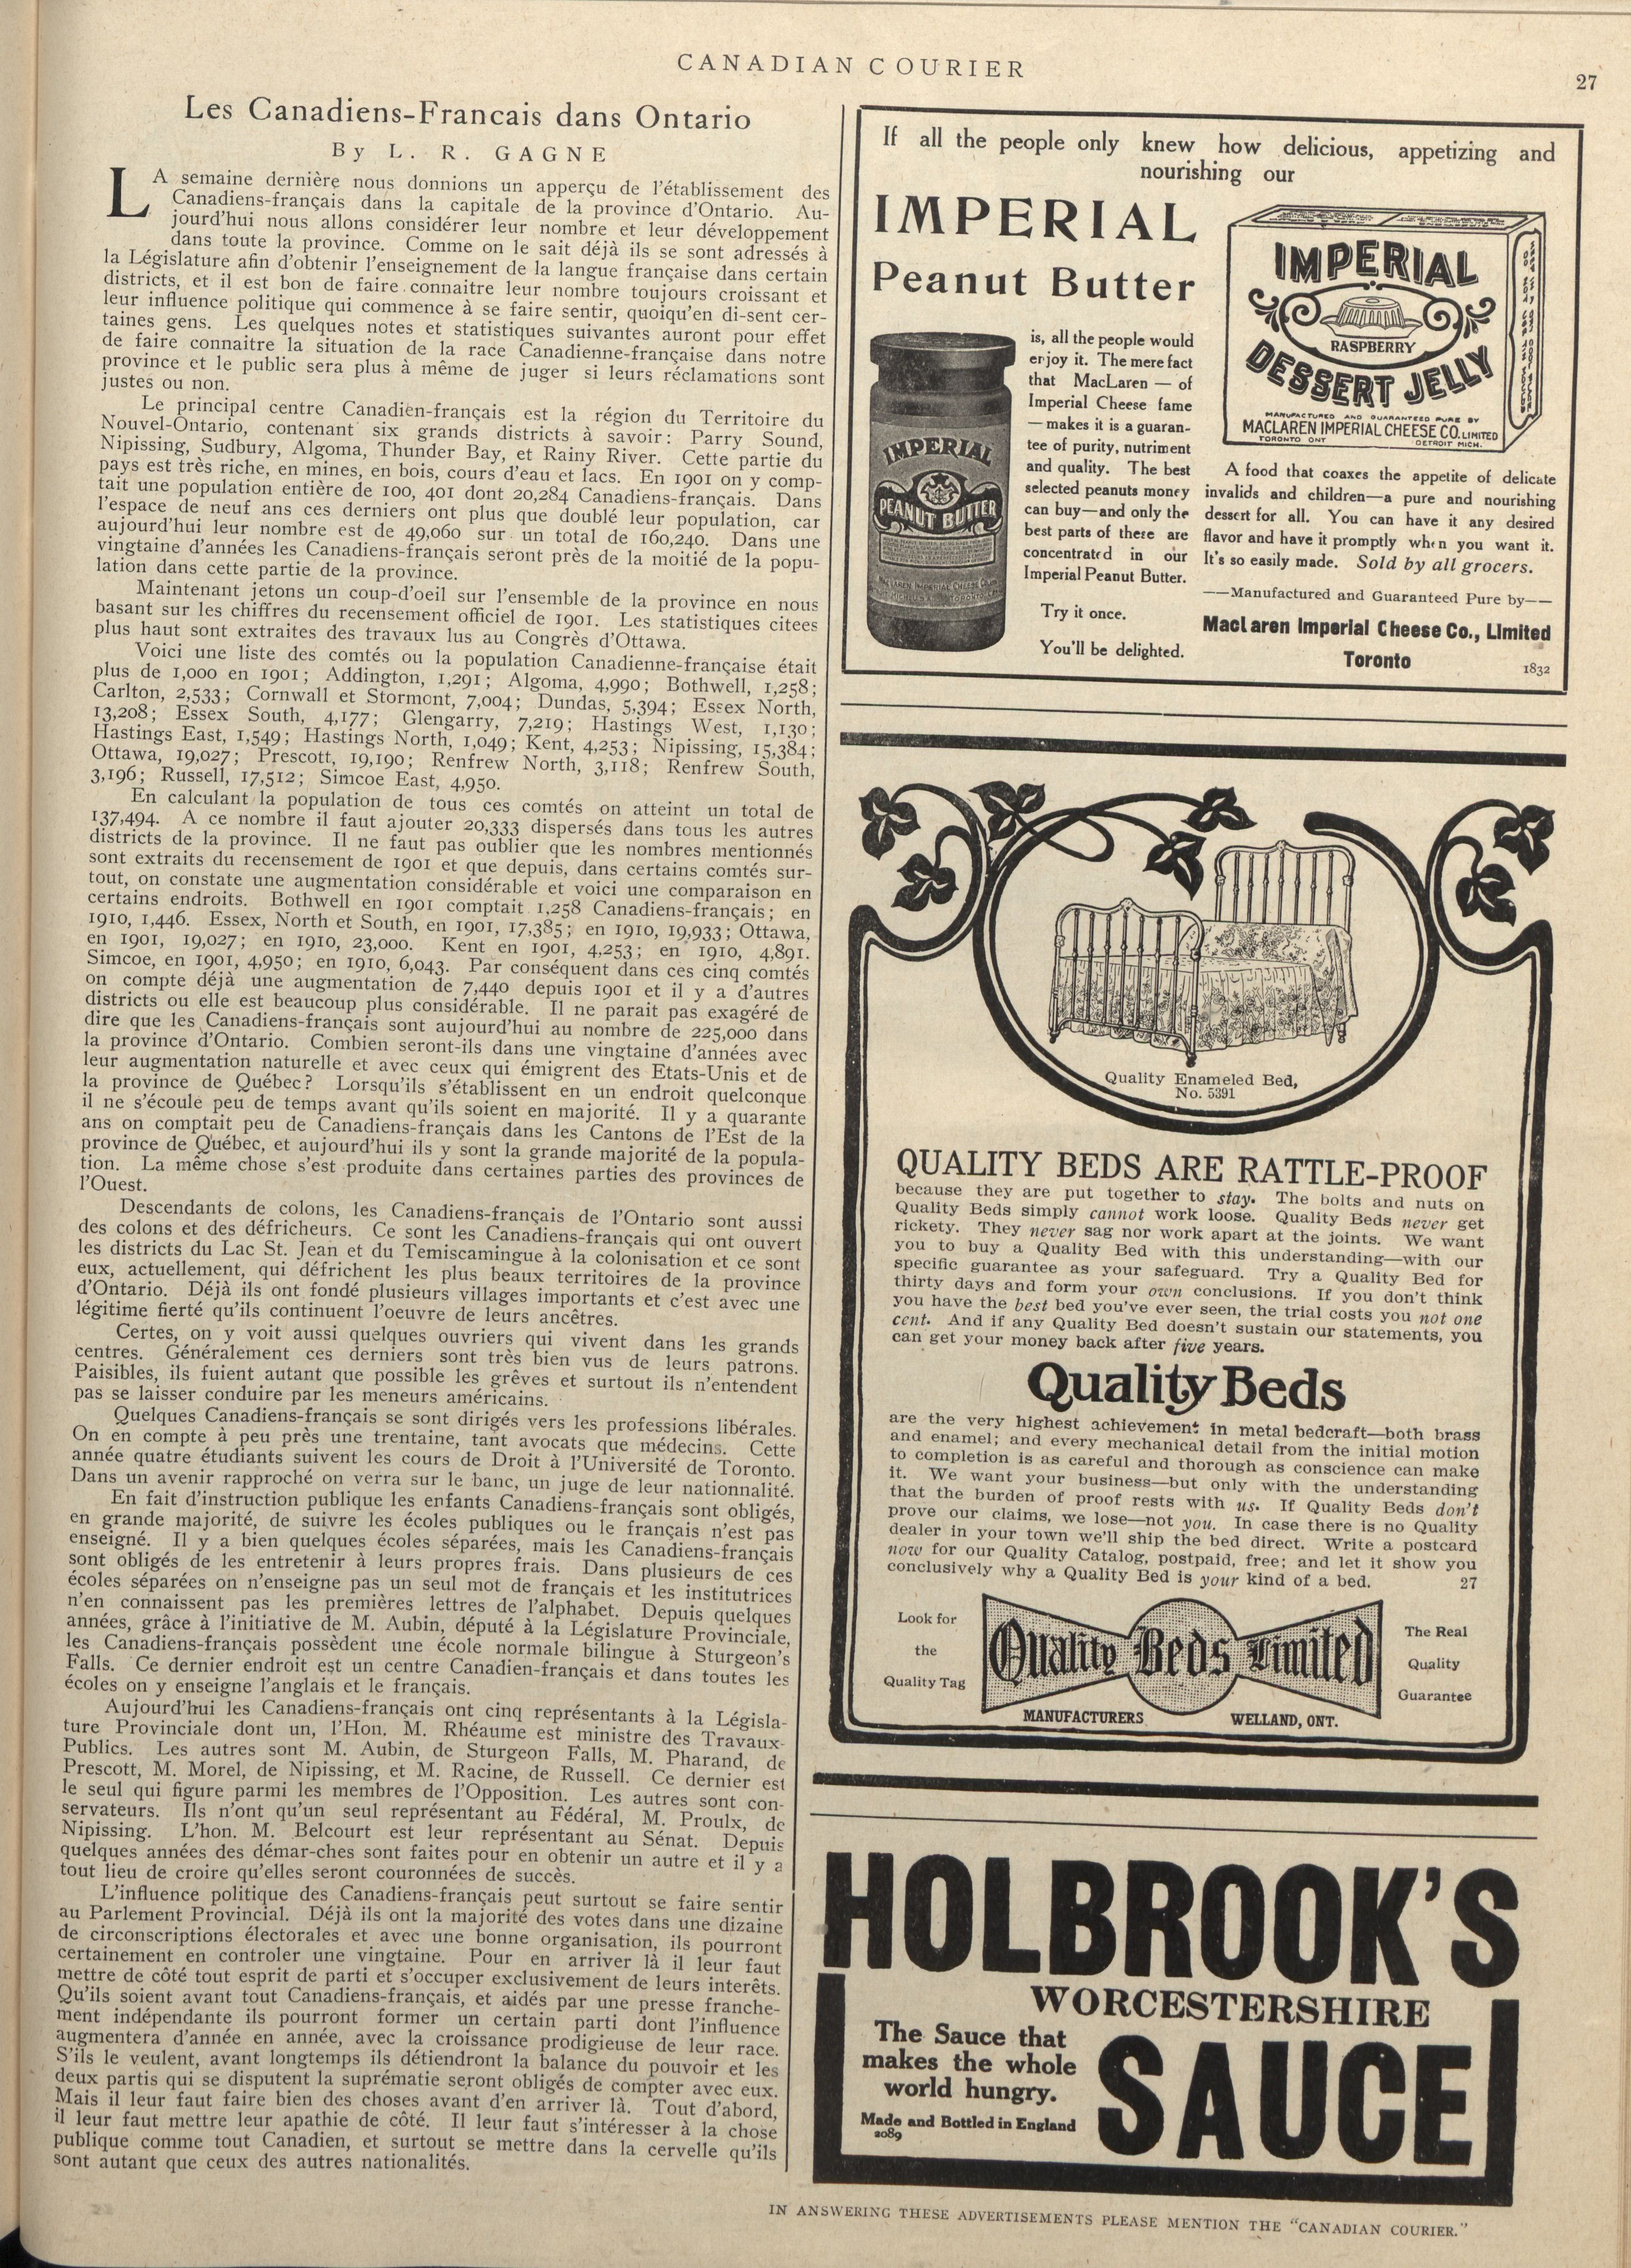 CANADIAN COURIER
27
Les Canadiens-Francais dans Ontario
By L. R. GAGNE
LA semaine dernière nous donnions un apperçu de l'établissement des
Canadiens-français dans la capitale de la province d'Ontario. Au-
jourd'hui nous allons considérer leur nombre et leur développement
dans toute la province. Comme on le sait déjà ils se sont adressés à
la Législature afin d'obtenir l'enseignement de la langue française dans certain
districts, et il est bon de faire connaitre leur nombre toujours croissant et
leur influence politique qui commence à se faire sentir, quoiqu'en di-sent cer-
taines gens. Les quelques notes et statistiques suivantes auront pour effet
de faire connaitre la situation de la race Canadienne-française dans notre
province et le public sera plus à même de juger si leurs réclamations sont
justes ou non.
Le principal centre Canadien-français est la région du Territoire du
Nouvel-Ontario, contenant six grands districts à savoir: Parry Sound,
Nipissing, Sudbury, Algoma, Thunder Bay, et Rainy River. Cette partie du
pays est très riche, en mines, en bois, cours d'eau et lacs. En 1901 on y comp-
tait une population entière de 100, 401 dont 20,284 Canadiens-français. Dans
l'espace de neuf ans ces derniers ont plus que doublé leur population, car
aujourd'hui leur nombre est de 49,060 sur un total de 160,240. Dans une
vingtaine d'années les Canadiens-français seront près de la moitié de la popu-
lation dans cette partie de la province.
Maintenant jetons un coup-d'oeil sur l'ensemble de la province en nous
basant sur les chiffres du recensement officiel de 1901. Les statistiques citees
plus haut sont extraites des travaux lus au Congrès d'Ottawa.
Voici une liste des comtés ou la population Canadienne-française était
plus de 1,000 en 1901; Addington, 1,291; Algoma, 4,990; Bothwell, 1,258;
Carlton, 2,533; Cornwall et Stormont, 7,004; Dundas, 5,394; Essex North,
13,208; Essex South, 4,177; Glengarry, 7,219; Hastings West, 1,130;
Hastings East, 1,549; Hastings North, 1,049; Kent, 4,253; Nipissing, 15,384;
Ottawa, 19,027; Prescott, 19,190; Renfrew North, 3,118; Renfrew South,
3,196; Russell, 17,512; Simcoe East, 4,950.
En calculant la population de tous ces comtés on atteint un total de
137,494. A ce nombre il faut ajouter 20,333 dispersés dans tous les autres
districts de la province. Il ne faut pas oublier que les nombres mentionnés
sont extraits du recensement de 1901 et que depuis, dans certains comtés sur-
tout, on constate une augmentation considérable et voici une comparaison en
certains endroits. Bothwell en 1901 comptait 1,258 Canadiens-français; en
1910, 1,446. Essex, North et South, en 1901, 17,385; en 1910, 19,933; Ottawa,
en 1901, 19,027; en 1910, 23,000. Kent en 1901, 4,253; en 1910, 4,891.
Simcoe, en 1901, 4,950; en 1910, 6,043. Par conséquent dans ces cinq comtés
on compte déjà une augmentation de 7,440 depuis 1901 et il y a d'autres
districts ou elle est beaucoup plus considérable. Il ne parait pas exagéré de
dire que les Canadiens-français sont aujourd'hui au nombre de 225,000 dans
la province d'Ontario. Combien seront-ils dans une vingtaine d'années avec
leur augmentation naturelle et avec ceux qui émigrent des Etats-Unis et de
la province de Québec? Lorsqu'ils s'établissent en un endroit quelconque
il ne s'écoule peu de temps avant qu'ils soient en majorité. Il y a quarante
ans on comptait peu de Canadiens-français dans les Cantons de l'Est de la
province de Québec, et aujourd'hui ils y sont la grande majorité de la popula-
tion. La même chose s'est produite dans certaines parties des provinces de
l'Ouest.
Descendants de colons, les Canadiens-français de l'Ontario sont aussi
des colons et des défricheurs. Ce sont les Canadiens-français qui ont ouvert
les districts du Lac St. Jean et du Temiscamingue à la colonisation et ce sont
eux, actuellement, qui défrichent les plus beaux territoires de la province
d'Ontario. Déjà ils ont fondé plusieurs villages importants et c'est avec une
légitime fierté qu'ils continuent l'oeuvre de leurs ancêtres.
Certes, on y voit aussi quelques ouvriers qui vivent dans les grands
centres. Généralement ces derniers sont très bien vus de leurs patrons.
Paisibles, ils fuient autant que possible les grêves et surtout ils n'entendent
pas se laisser conduire par les meneurs américains.
Quelques Canadiens-français se sont dirigés vers les professions libérales.
On en compte à peu près une trentaine, tant avocats que médecins. Cette
année quatre étudiants suivent les cours de Droit à l'Université de Toronto.
Dans un avenir rapproché on verra sur le banc, un juge de leur nationnalité.
En fait d'instruction publique les enfants Canadiens-français sont obligés,
en grande majorité, de suivre les écoles publiques ou le français n'est pas
enseigné. Il y a bien quelques écoles séparées, mais les Canadiens-français
sont obligés de les entretenir à leurs propres frais. Dans plusieurs de ces
écoles séparées on n'enseigne pas un seul mot de français et les institutrices
n'en connaissent pas les premières lettres de l'alphabet. Depuis quelques
années, grâce à l'initiative de M. Aubin, député à la Législature Provinciale,
les Canadiens-français possèdent une école normale bilingue à Sturgeon's
Falls. Ce dernier endroit est un centre Canadien-français et dans toutes les
écoles on y enseigne l'anglais et le français.
Aujourd'hui les Canadiens-français ont cinq représentants à la Législa-
ture Provinciale dont un, l'Hon. M. Rhéaume est ministre des Travaux-
Publics. Les autres sont M. Aubin, de Sturgeon Falls, M. Pharand, de
Prescott, M. Morel, de Nipissing, et M. Racine, de Russell. Ce dernier est
le seul qui figure parmi les membres de l'Opposition. Les autres sont con-
servateurs. Ils n'ont qu'un seul représentant au Fédéral, M. Proulx, de
Nipissing. L'hon. M. Belcourt est leur représentant au Sénat. Depuis
quelques années des démar-ches sont faites pour en obtenir un autre et il y a
tout lieu de croire qu'elles seront couronnées de succès.
L'influence politique des Canadiens-français peut surtout se faire sentir
au Parlement Provincial. Déjà ils ont la majorité des votes dans une dizaine
de circonscriptions électorales et avec une bonne organisation, ils pourront
certainement en controler une vingtaine. Pour en arriver là il leur faut
mettre de côté tout esprit de parti et s'occuper exclusivement de leurs interêts.
Qu'ils soient avant tout Canadiens-français, et aidés par une presse franche-
ment indépendante ils pourront former un certain parti dont l'influence
augmentera d'année en année, avec la croissance prodigieuse de leur race.
S'ils le veulent, avant longtemps ils détiendront la balance du pouvoir et les
deux partis qui se disputent la suprématie seront obligés de compter avec eux.
Mais il leur faut faire bien des choses avant d'en arriver là. Tout d'abord,
il leur faut mettre leur apathie de côté. Il leur faut s'intéresser à la chose
publique comme tout Canadien, et surtout se mettre dans la cervelle qu'ils
sont autant que ceux des autres nationalités.
If all the people only knew how delicious, appetizing and
nourishing our
IMPERIAL
Peanut Butter
is, all the people would
enjoy it. The mere fact
that MacLaren — of
Imperial Cheese fame
— makes it is a guaran-
tee of purity, nutriment
and quality. The best
selected peanuts money
can buy—and only the
best parts of these are
concentrated in our
Imperial Peanut Butter.
Try it once.
You'll be delighted.
IMPERIAL
PEANUT BUTTER
IMPERIAL
RASPBERRY
DESSERT JELLY
MANUFACTURED AND GUARANTEED PURE BY
MACLAREN IMPERIAL CHEESE CO. LIMITED
TORONTO ONT DETROIT MICH.
A food that coaxes the appetite of delicate
invalids and children—a pure and nourishing
dessert for all. You can have it any desired
flavor and have it promptly when you want it.
It's so easily made. Sold by all grocers.
——Manufactured and Guaranteed Pure by——
MacLaren Imperial Cheese Co., Limited
Toronto
1832
Quality Enameled Bed,
No. 5391
QUALITY BEDS ARE RATTLE-PROOF
because they are put together to stay. The bolts and nuts on
Quality Beds simply cannot work loose. Quality Beds never get
rickety. They never sag nor work apart at the joints. We want
you to buy a Quality Bed with this understanding—with our
specific guarantee as your safeguard. Try a Quality Bed for
thirty days and form your own conclusions. If you don't think
you have the best bed you've ever seen, the trial costs you not one
cent. And if any Quality Bed doesn't sustain our statements, you
can get your money back after five years.
Quality Beds
are the very highest achievement in metal bedcraft—both brass
and enamel; and every mechanical detail from the initial motion
to completion is as careful and thorough as conscience can make
it. We want your business—but only with the understanding
that the burden of proof rests with us. If Quality Beds don't
prove our claims, we lose—not you. In case there is no Quality
dealer in your town we'll ship the bed direct. Write a postcard
now for our Quality Catalog, postpaid, free; and let it show you
conclusively why a Quality Bed is your kind of a bed. 27
Look for
the
Quality Tag
Quality Beds Limited
The Real
Quality
Guarantee
MANUFACTURERS WELLAND, ONT.
HOLBROOK'S
WORCESTERSHIRE
The Sauce that
makes the whole
world hungry.
Made and Bottled in England
2089
SAUCE
IN ANSWERING THESE ADVERTISEMENTS PLEASE MENTION THE "CANADIAN COURIER."